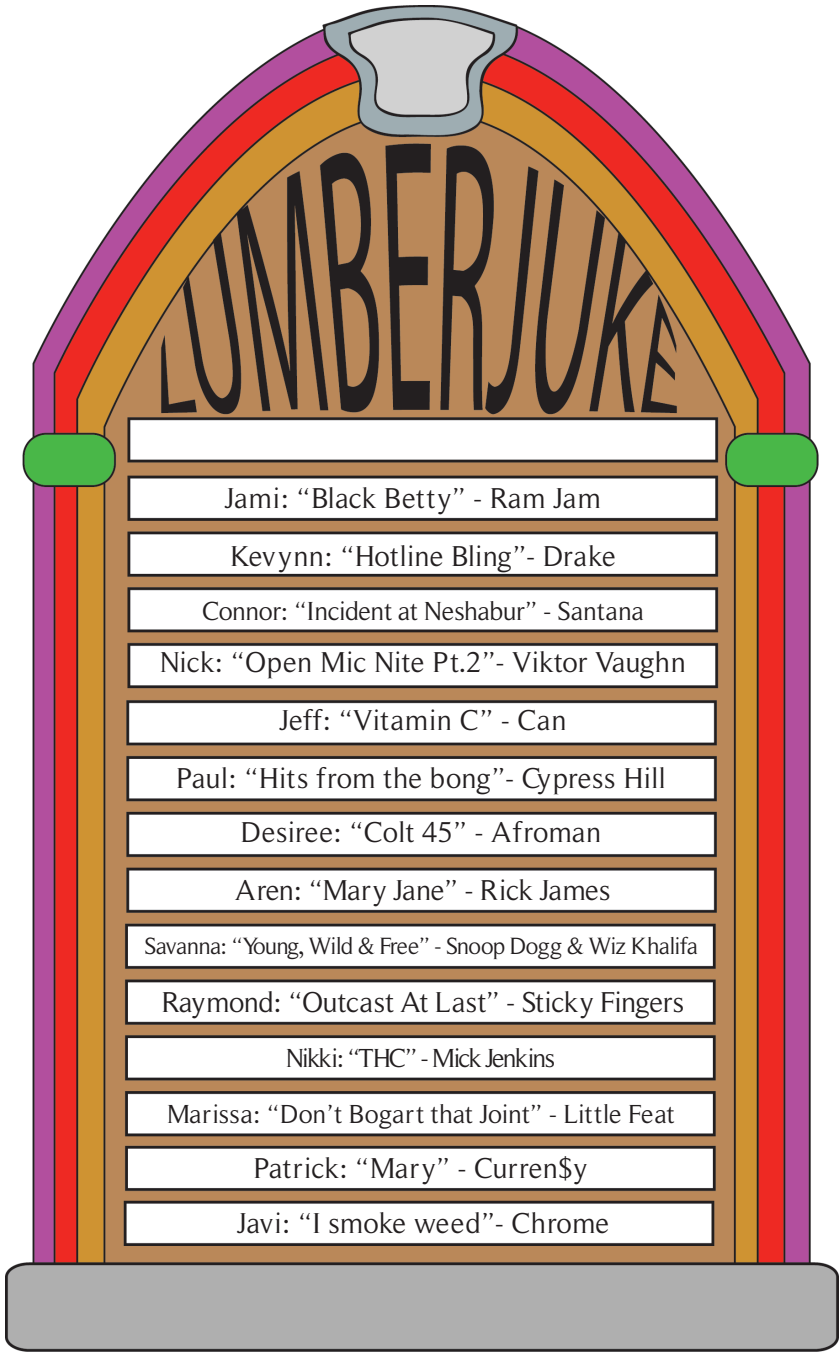 LUMBERJUKE
Jami: “Black Betty” - Ram Jam
Kevynn: “Hotline Bling”- Drake
Connor: “Incident at Neshabur” - Santana
Nick: “Open Mic Nite Pt.2”- Viktor Vaughn
Jeff: “Vitamin C” - Can
Paul: “Hits from the bong”- Cypress Hill
Desiree: “Colt 45” - Afroman
Aren: “Mary Jane” - Rick James
Savanna: “Young, Wild & Free” - Snoop Dogg & Wiz Khalifa
Raymond: “Outcast At Last” - Sticky Fingers
Nikki: “THC” - Mick Jenkins
Marissa: “Don’t Bogart that Joint” - Little Feat
Patrick: “Mary” - Curren$y
Javi: “I smoke weed”- Chrome